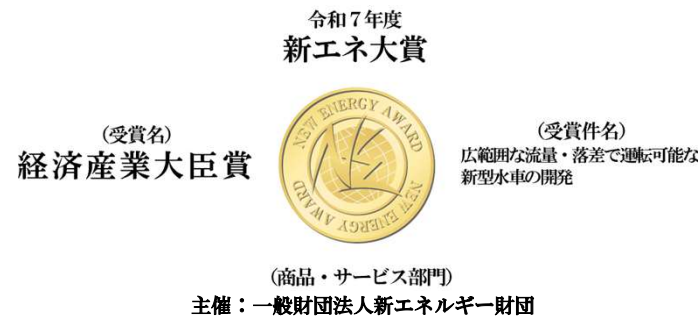 令和７年度
新エネ大賞
（受賞名）
経済産業大臣賞
NEW ENERGY AWARD
NEW ENERGY AWARD
（受賞件名）
広範囲な流量・落差で運転可能な
新型水車の開発
（商品・サービス部門）
主催：一般財団法人新エネルギー財団